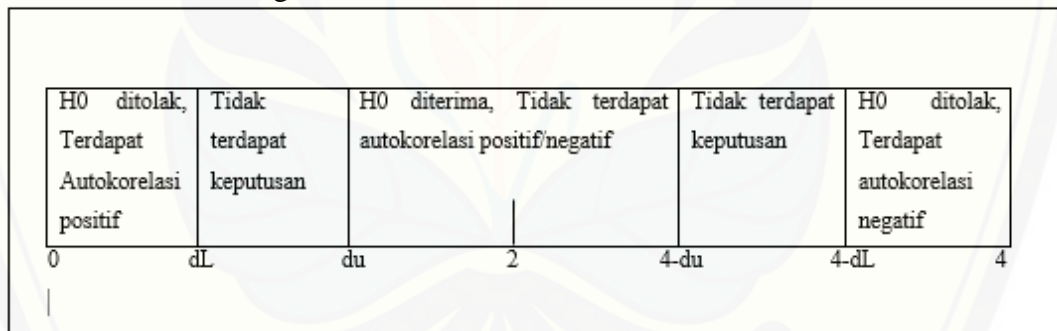 H0 ditolak,
Terdapat
Autokorelasi
positif
Tidak
terdapat
keputusan
H0 diterima, Tidak terdapat
autokorelasi positif/negatif
Tidak terdapat
keputusan
H0 ditolak,
Terdapat
autokorelasi
negatif
0 dL du 2 4-du 4-dL 4